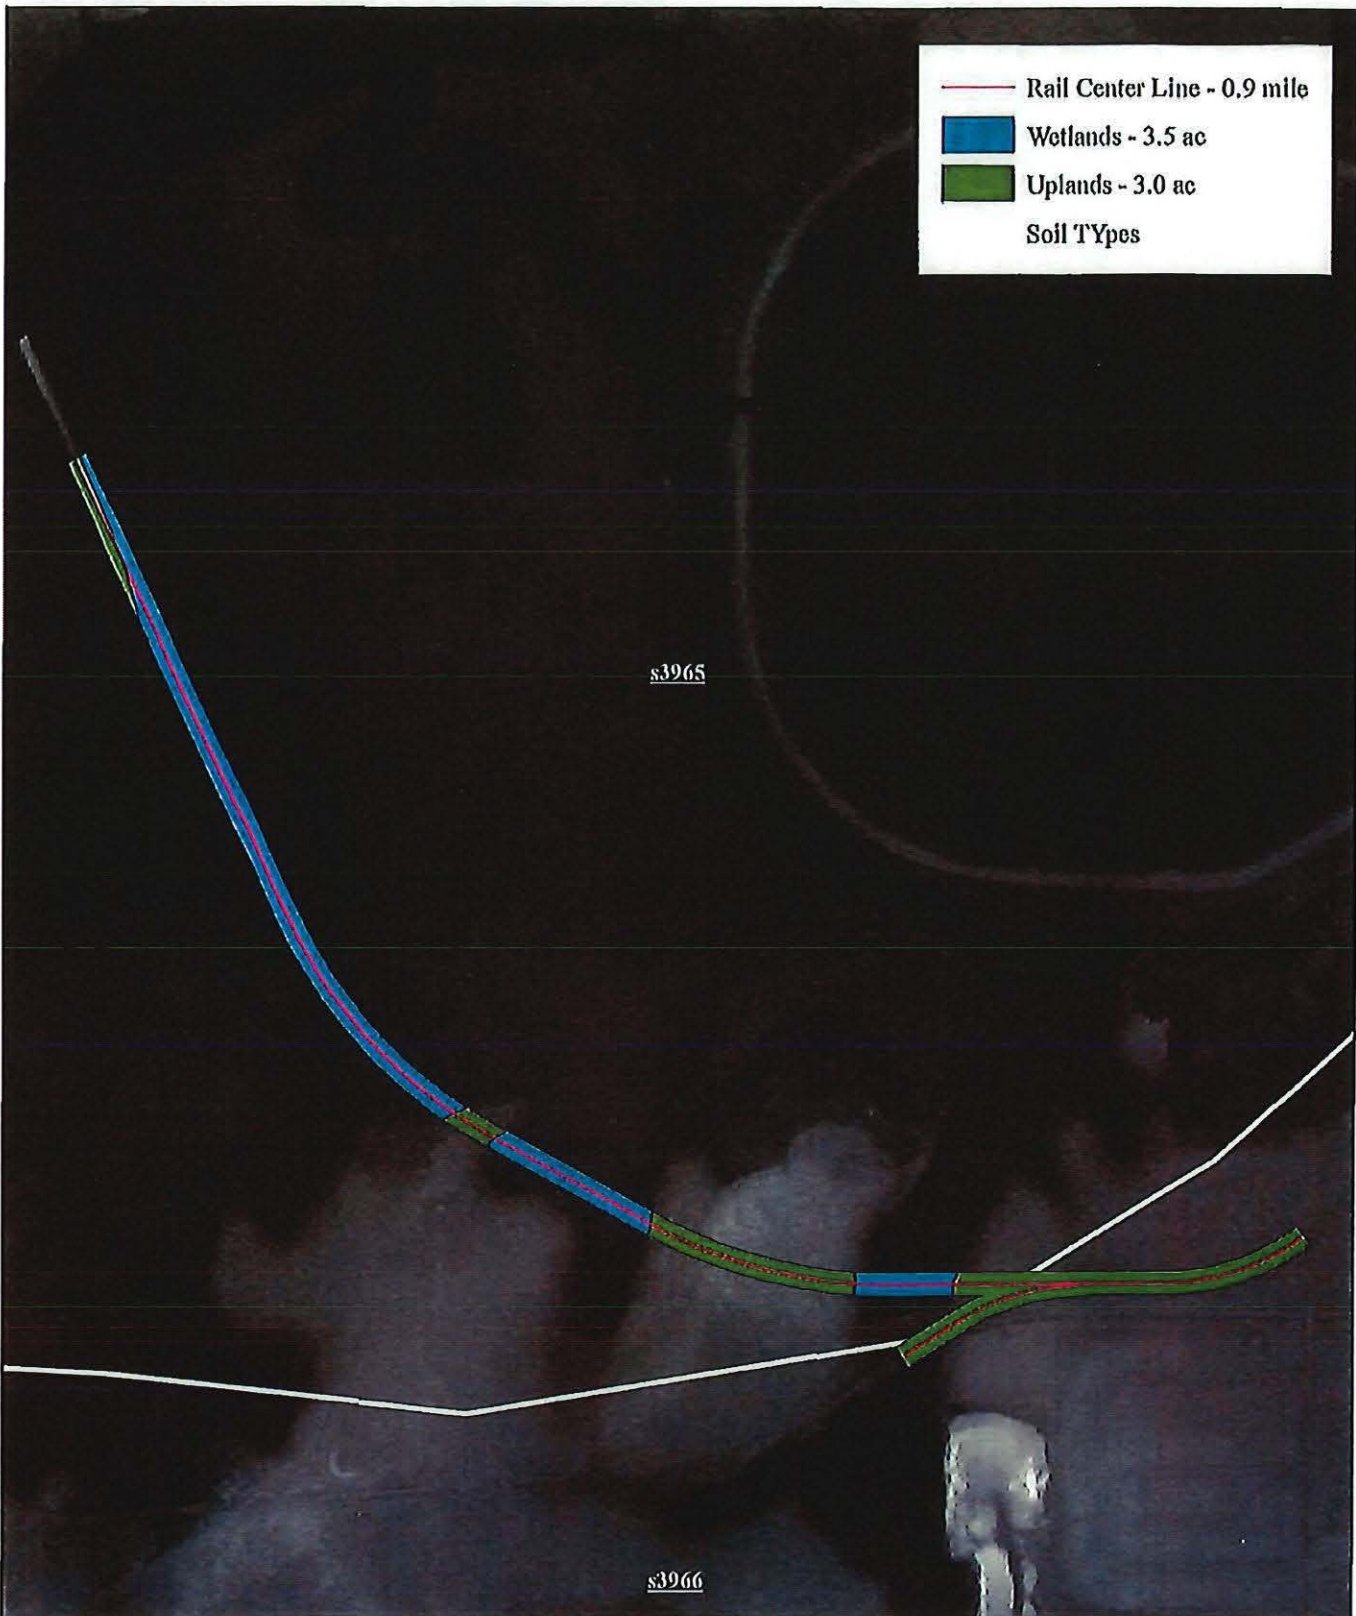 Rail Center Line - 0.9 mile
Wetlands - 3.5 ac
Uplands - 3.0 ac
Soil TYpes
s3965
s3966